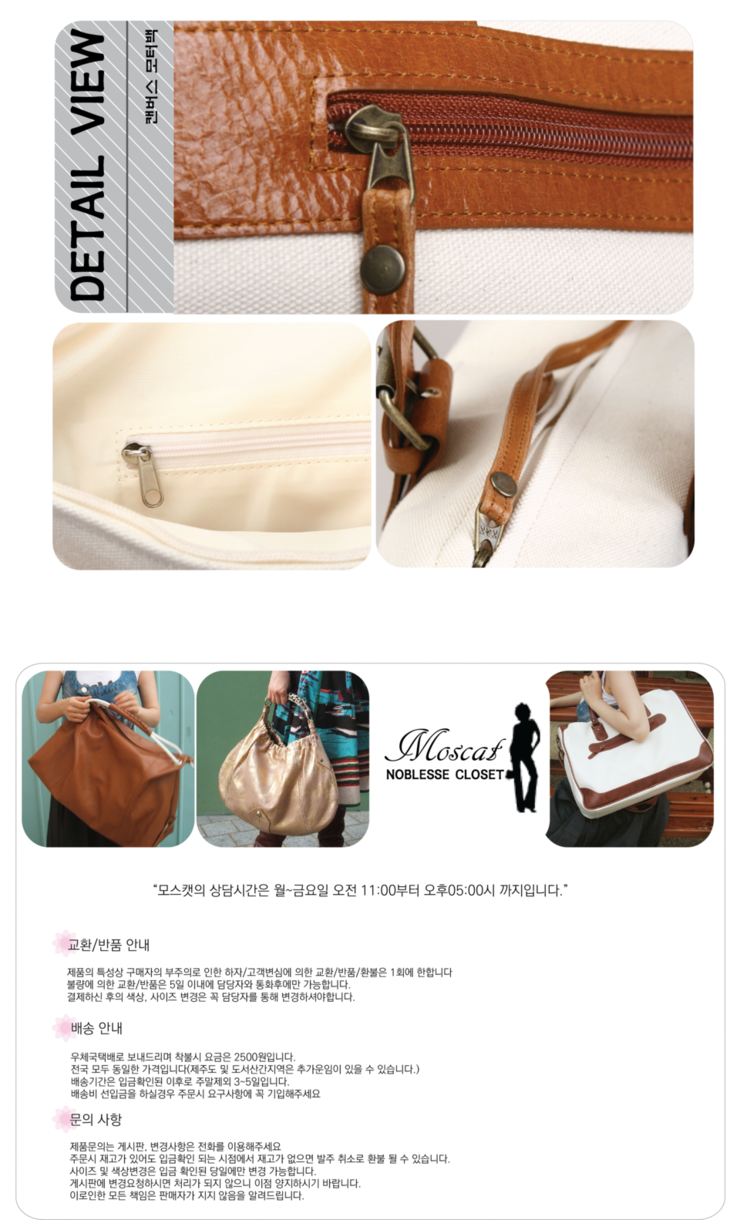 DETAIL VIEW
캔버스 모터백
Moscat
NOBLESSE CLOSET
“모스캣의 상담시간은 월~금요일 오전 11:00부터 오후05:00시 까지입니다.”
교환/반품 안내
제품의 특성상 구매자의 부주의로 인한 하자/고객변심에 의한 교환/반품/환불은 1회에 한합니다
불량에 의한 교환/반품은 5일 이내에 담당자와 통화후에만 가능합니다.
결제하신 후의 색상, 사이즈 변경은 꼭 담당자를 통해 변경하셔야합니다.
배송 안내
우체국택배로 보내드리며 착불시 요금은 2500원입니다.
전국 모두 동일한 가격입니다(제주도 및 도서산간지역은 추가운임이 있을 수 있습니다.)
배송기간은 입금확인된 이후로 주말제외 3~5일입니다.
배송비 선입금을 하실경우 주문시 요구사항에 꼭 기입해주세요
문의 사항
제품문의는 게시판, 변경사항은 전화를 이용해주세요
주문시 재고가 있어도 입금확인 되는 시점에서 재고가 없으면 발주 취소로 환불 될 수 있습니다.
사이즈 및 색상변경은 입금 확인된 당일에만 변경 가능합니다.
게시판에 변경요청하시면 처리가 되지 않으니 이점 양지하시기 바랍니다.
이로인한 모든 책임은 판매자가 지지 않음을 알려드립니다.